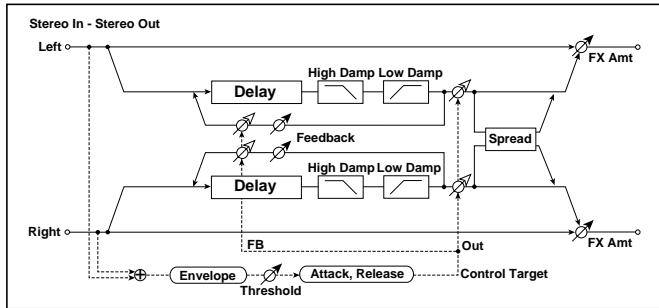 Stereo In - Stereo Out
Left
FX Amt
High Damp Low Damp
Delay
Feedback
Spread
High Damp Low Damp
Delay
Right
FB
Out
FX Amt
Envelope
Threshold
Attack, Release
Control Target